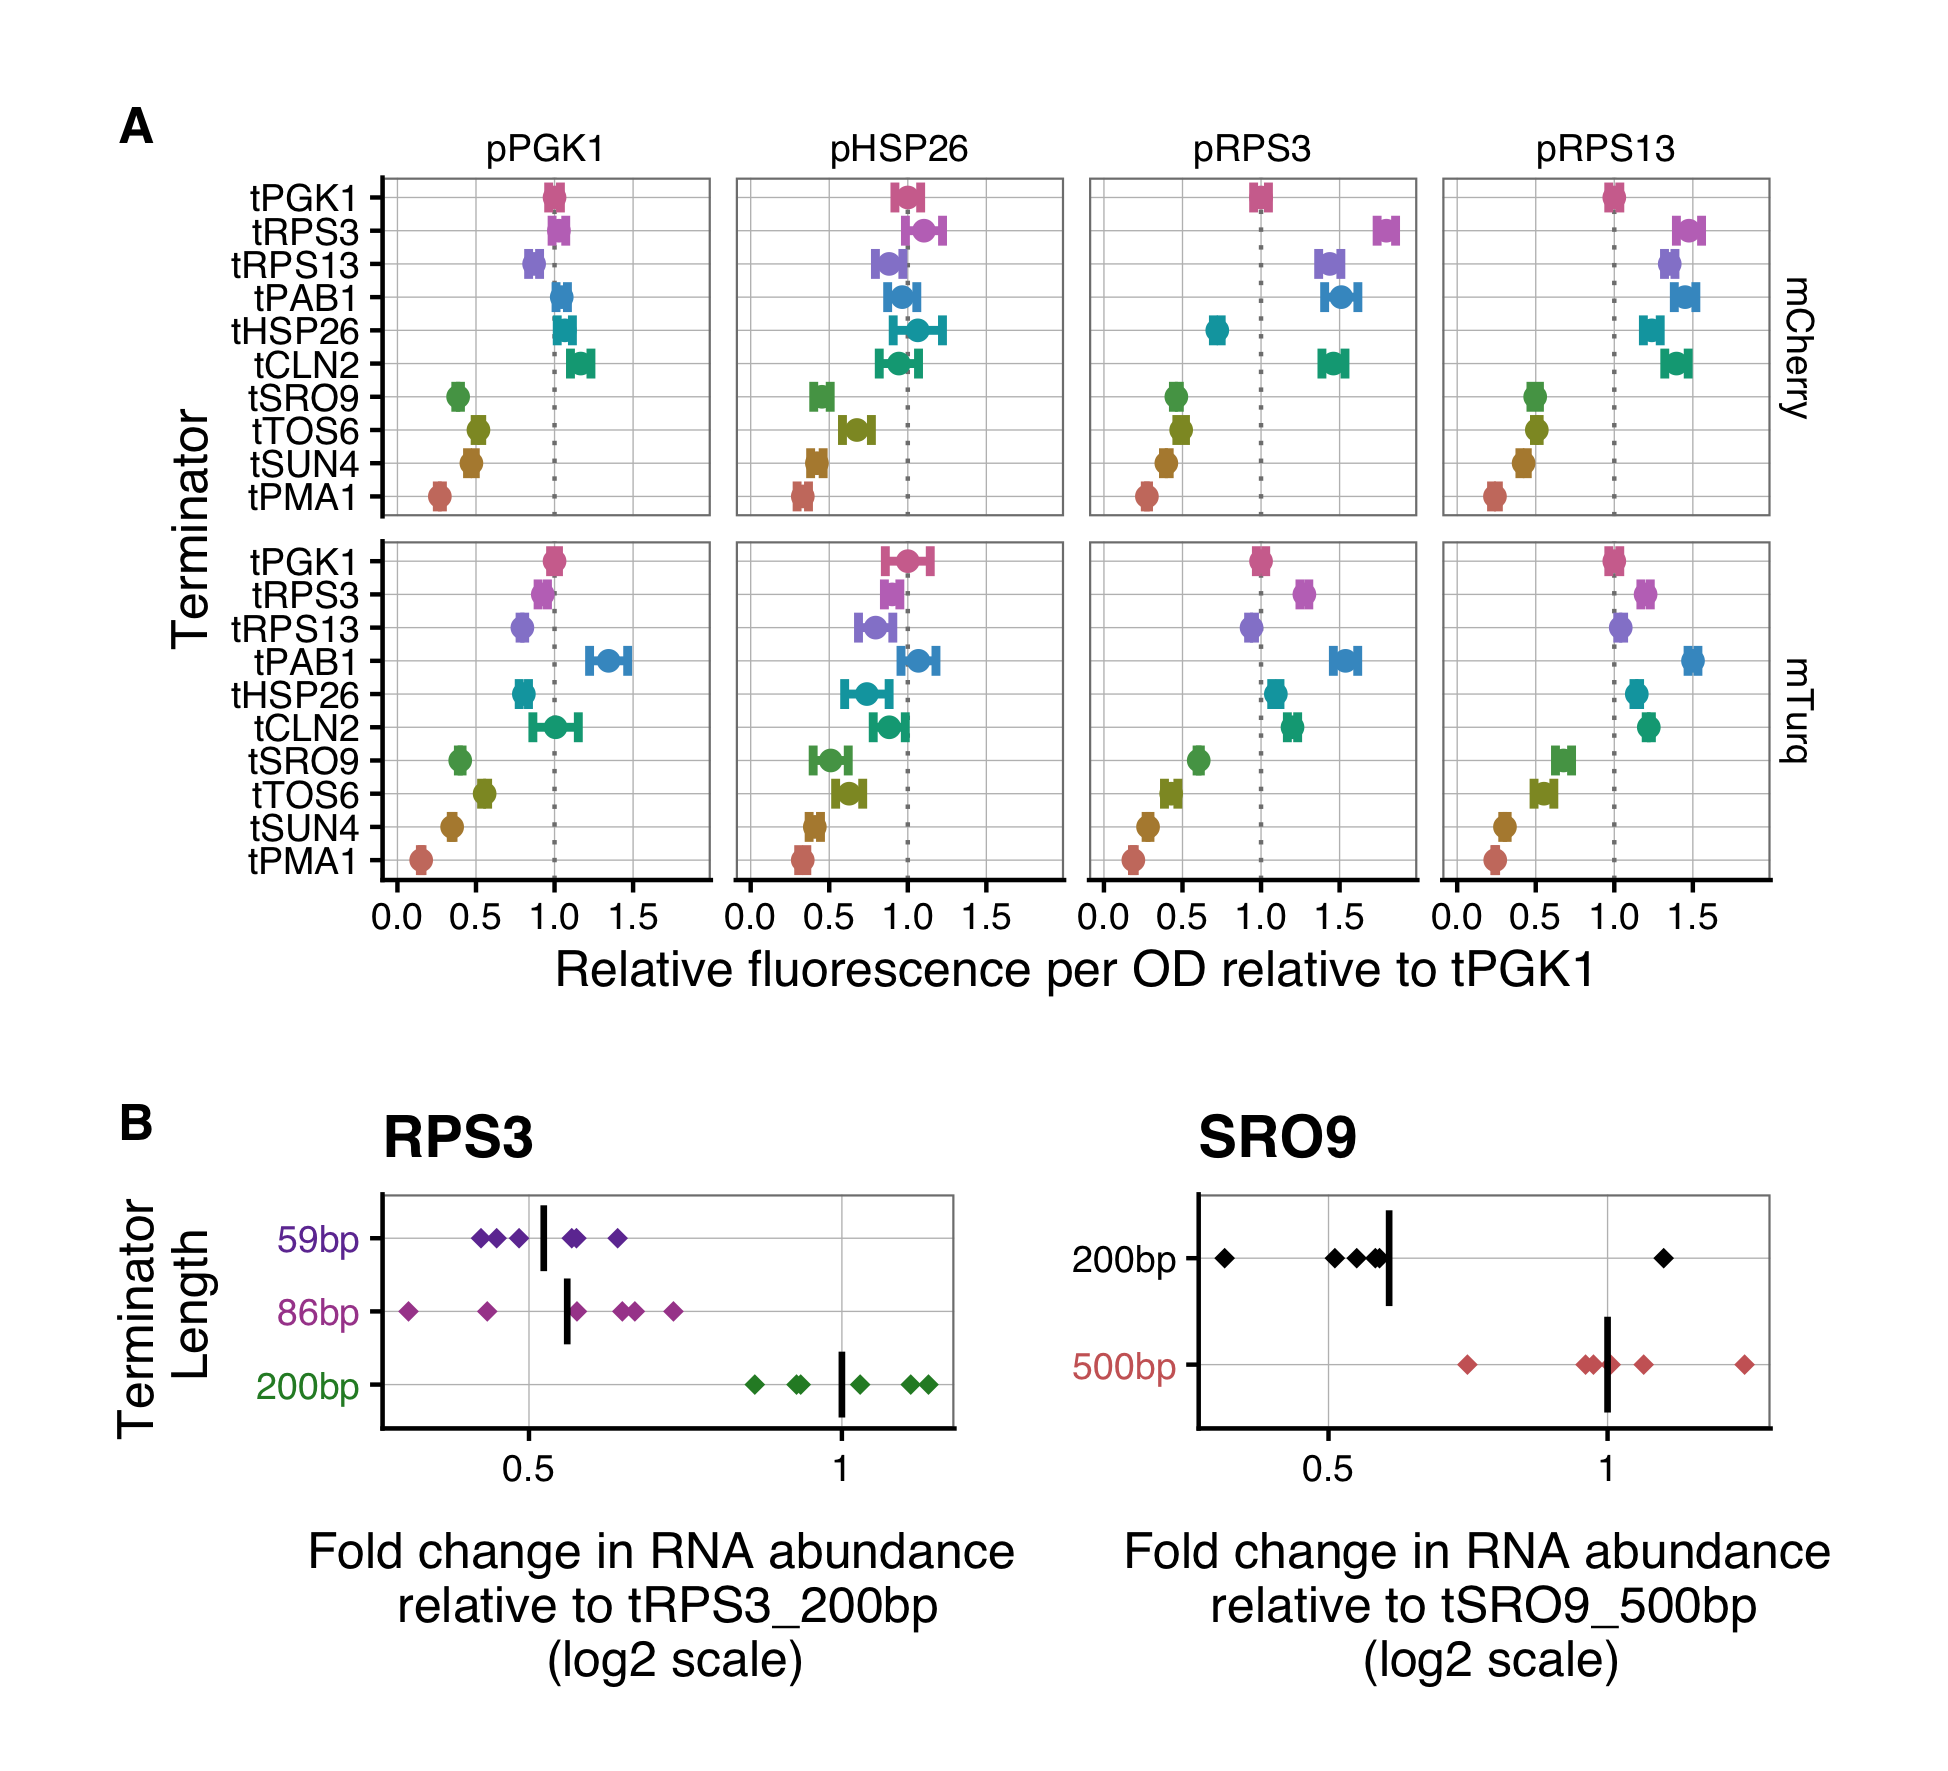 A
pPGK1 pHSP26 pRPS3 pRPS13
Terminator
tPGK1
tRPS3
tRPS13
tPAB1
tHSP26
tCLN2
tSRO9
tTOS6
tSUN4
tPMA1
mCherry
tPGK1
tRPS3
tRPS13
tPAB1
tHSP26
tCLN2
tSRO9
tTOS6
tSUN4
tPMA1
mTurq
0.0 0.5 1.0 1.5 0.0 0.5 1.0 1.5 0.0 0.5 1.0 1.5 0.0 0.5 1.0 1.5
Relative fluorescence per OD relative to tPGK1
B
RPS3
Terminator
Length
59bp
86bp
200bp
0.5 1
Fold change in RNA abundance
relative to tRPS3_200bp
(log2 scale)
SRO9
200bp
500bp
0.5 1
Fold change in RNA abundance
relative to tSRO9_500bp
(log2 scale)